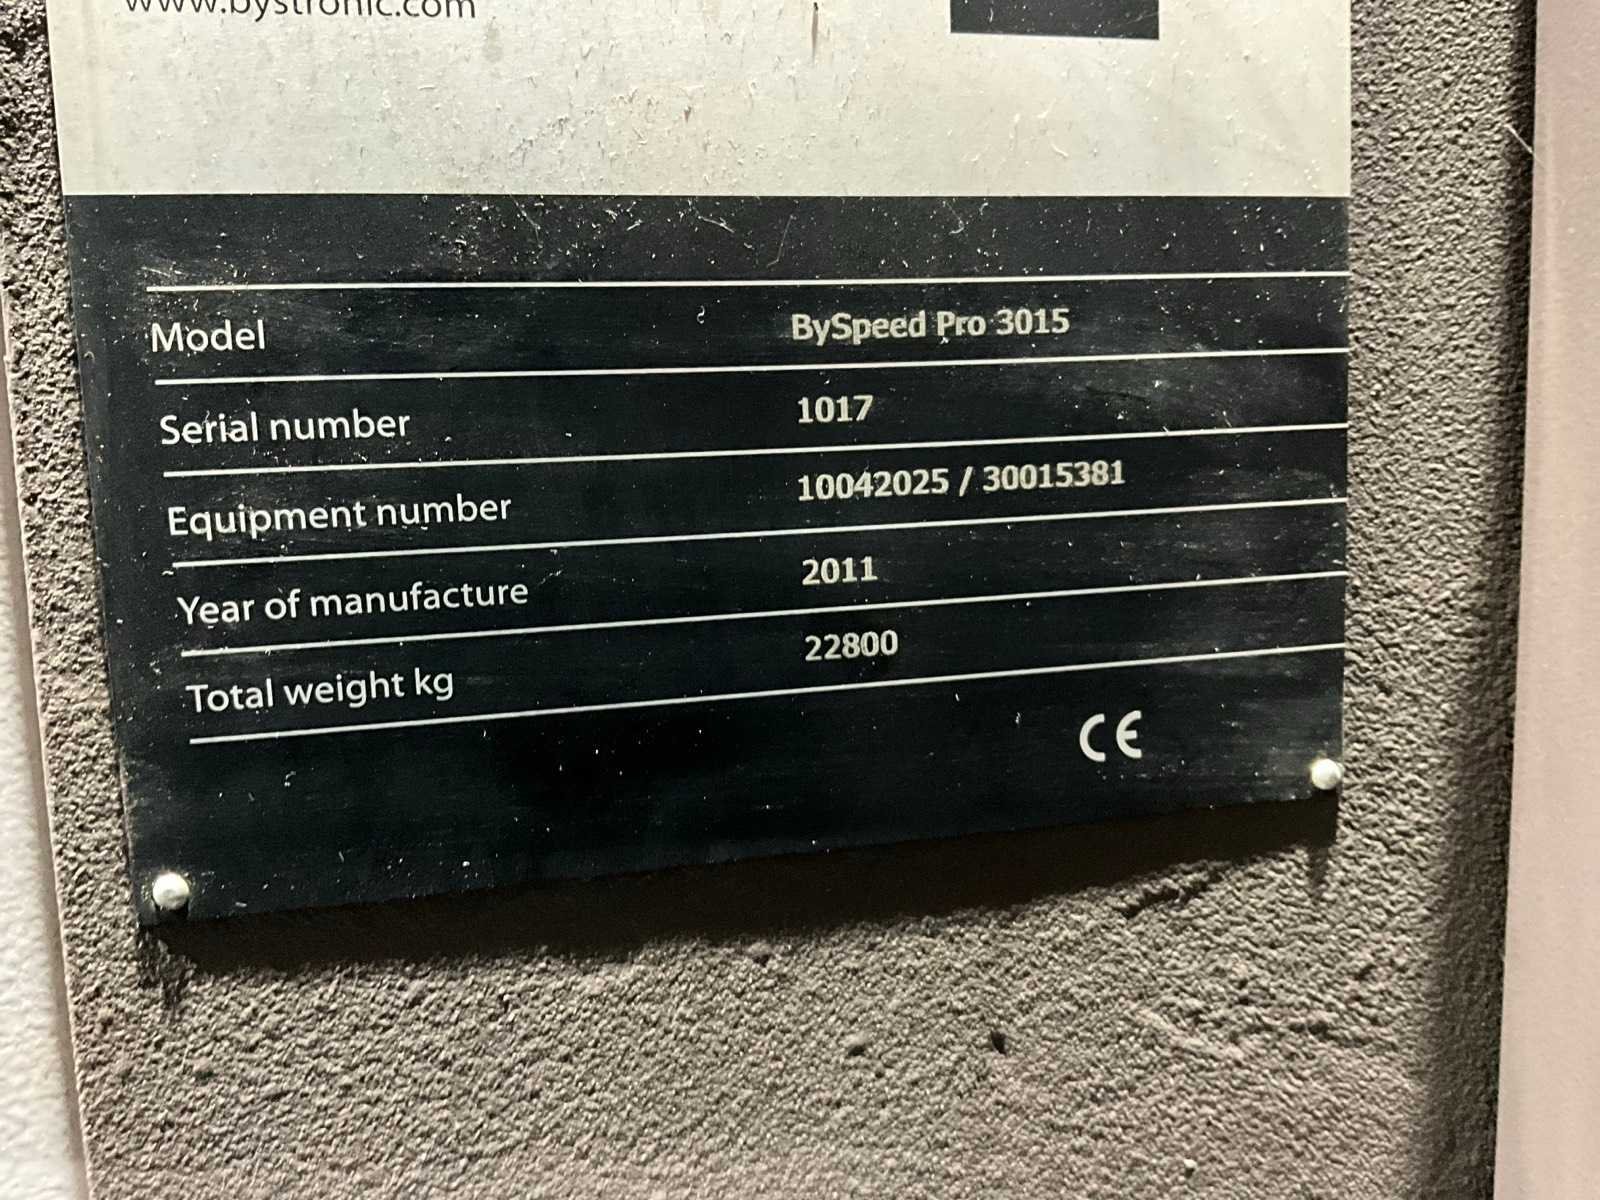 www.bystronic.com
Model BySpeed Pro 3015
Serial number 1017
Equipment number 10042025 / 30015381
Year of manufacture 2011
Total weight kg 22800
CE